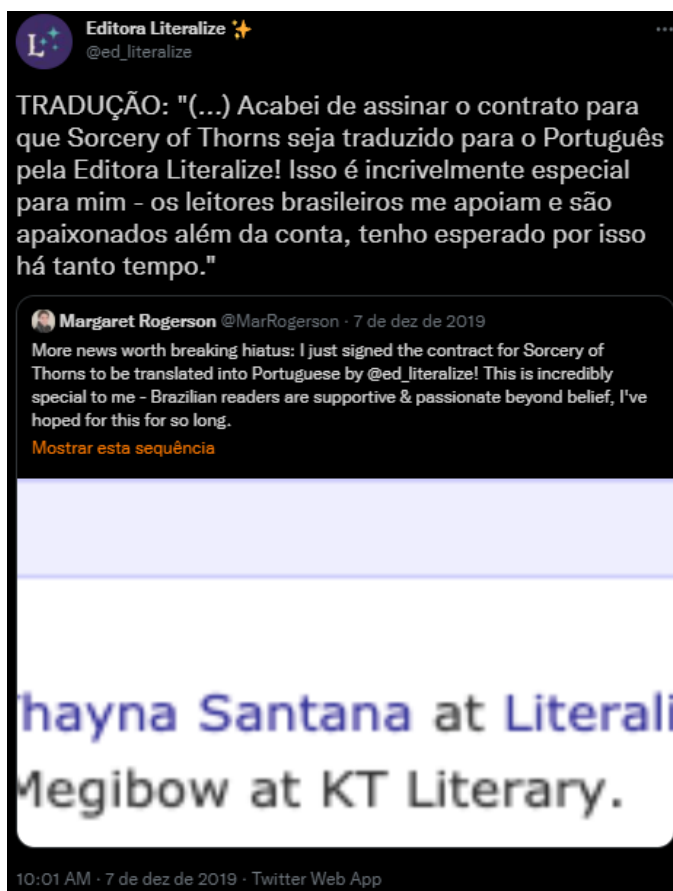 Editora Literalize
@ed_literalize
TRADUÇÃO: "(...) Acabei de assinar o contrato para
que Sorcery of Thorns seja traduzido para o Português
pela Editora Literalize! Isso é incrivelmente especial
para mim - os leitores brasileiros me apoiam e são
apaixonados além da conta, tenho esperado por isso
há tanto tempo."
Margaret Rogerson @MarRogerson · 7 de dez de 2019
More news worth breaking hiatus: I just signed the contract for Sorcery of
Thorns to be translated into Portuguese by @ed_literalize! This is incredibly
special to me - Brazilian readers are supportive & passionate beyond belief, I've
hoped for this for so long.
Mostrar esta sequência
hayna Santana at Literali
Megibow at KT Literary.
10:01 AM · 7 de dez de 2019 · Twitter Web App